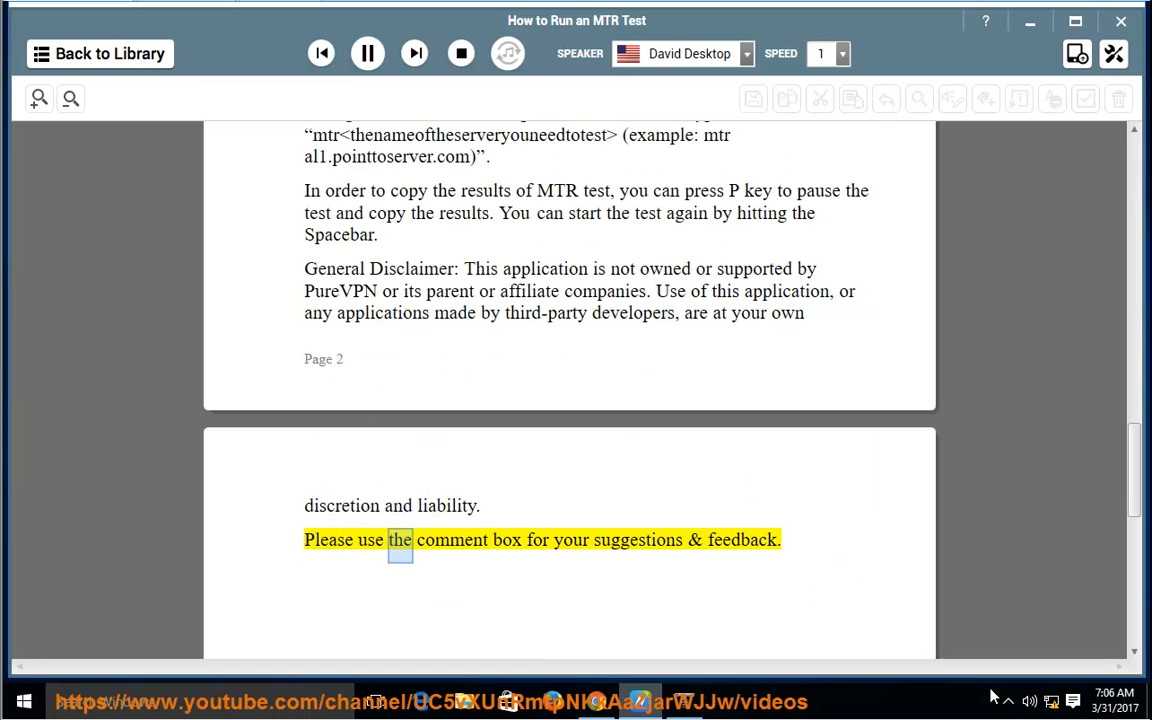 How to Run an MTR Test
?
Back to Library
SPEAKER
David Desktop
SPEED
1
“mtr<thenameoftheserveryouneedtotest> (example: mtr
al1.pointtoserver.com)”.
In order to copy the results of MTR test, you can press P key to pause the
test and copy the results. You can start the test again by hitting the
Spacebar.
General Disclaimer: This application is not owned or supported by
PureVPN or its parent or affiliate companies. Use of this application, or
any applications made by third-party developers, are at your own
Page 2
discretion and liability.
Please use the comment box for your suggestions & feedback.
Search Windows
7:06 AM
3/31/2017